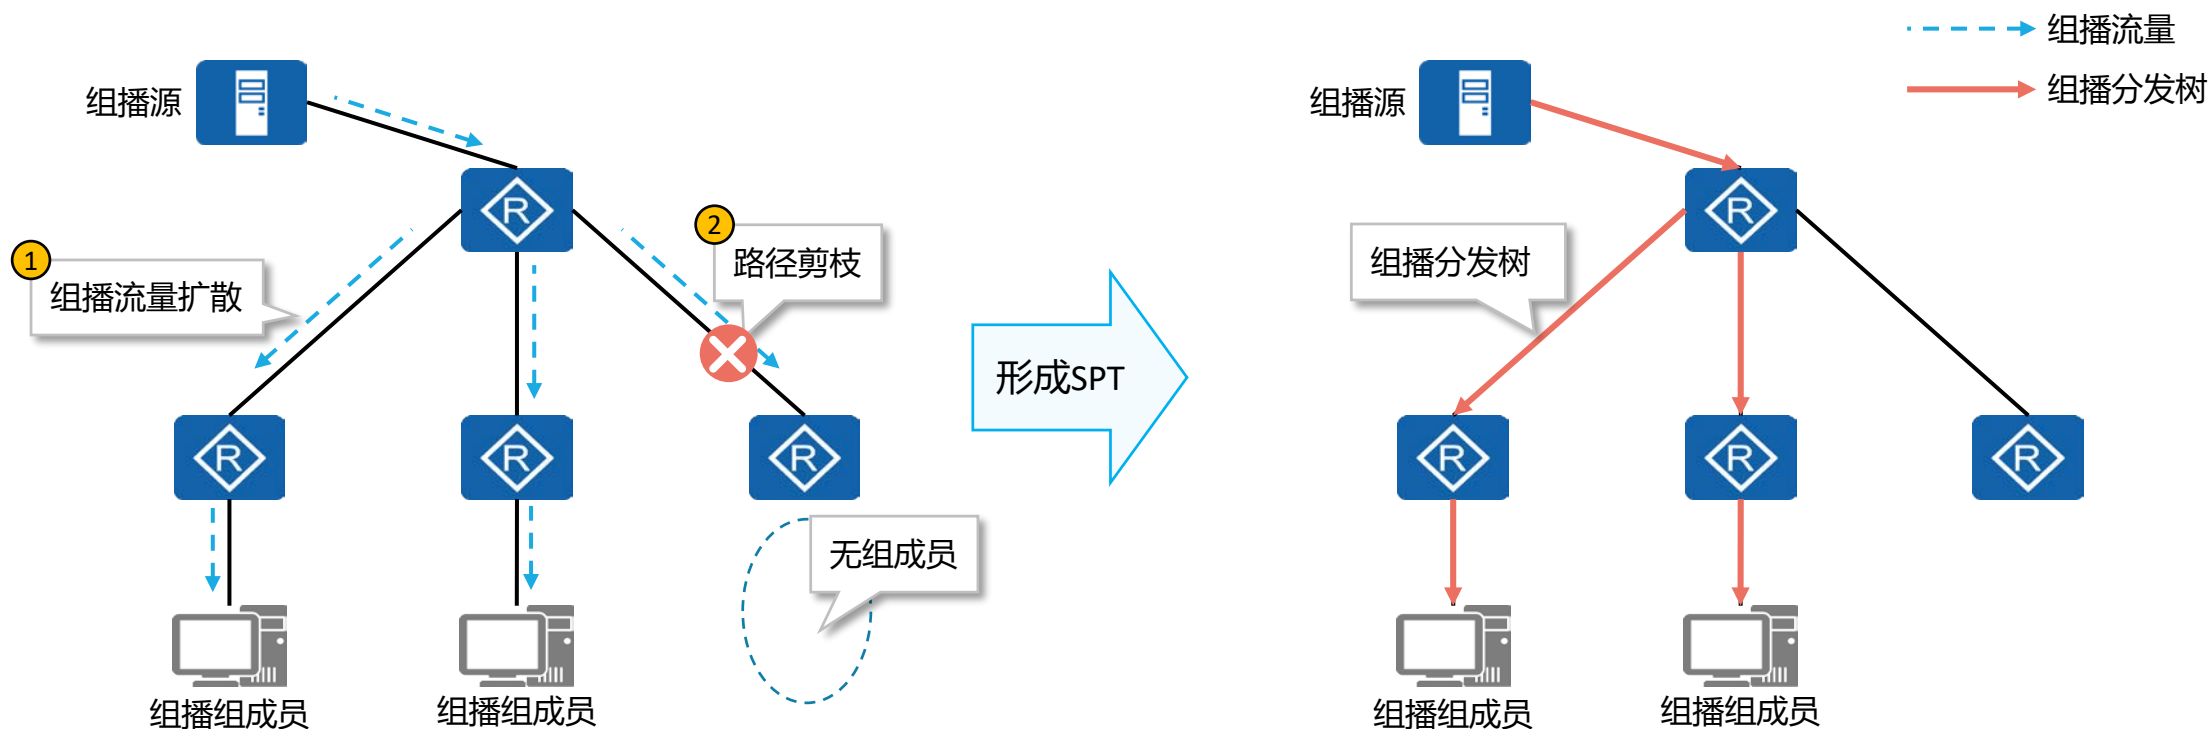 组播流量
组播分发树
组播源
R
1
组播流量扩散
2
路径剪枝
R
R
R
无组成员
组播组成员
组播组成员
形成SPT
组播源
R
组播分发树
R
R
R
组播组成员
组播组成员